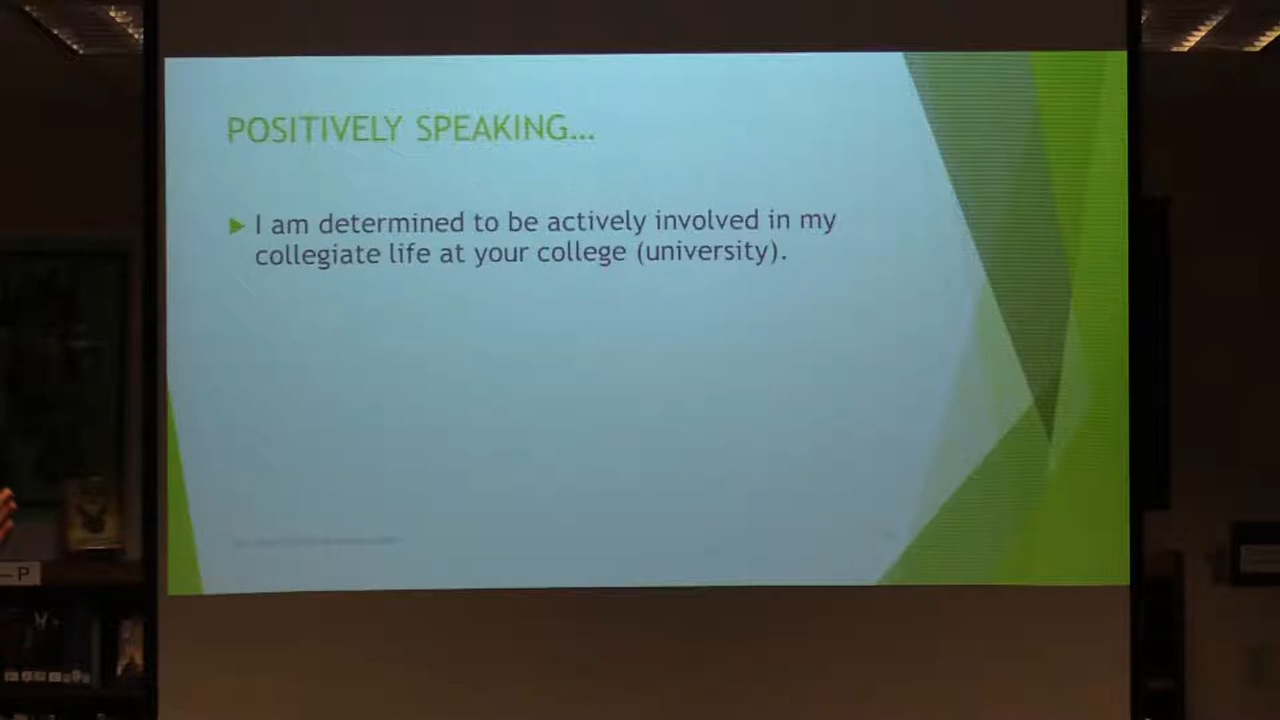 POSITIVELY SPEAKING...
I am determined to be actively involved in my
collegiate life at your college (university).
–P